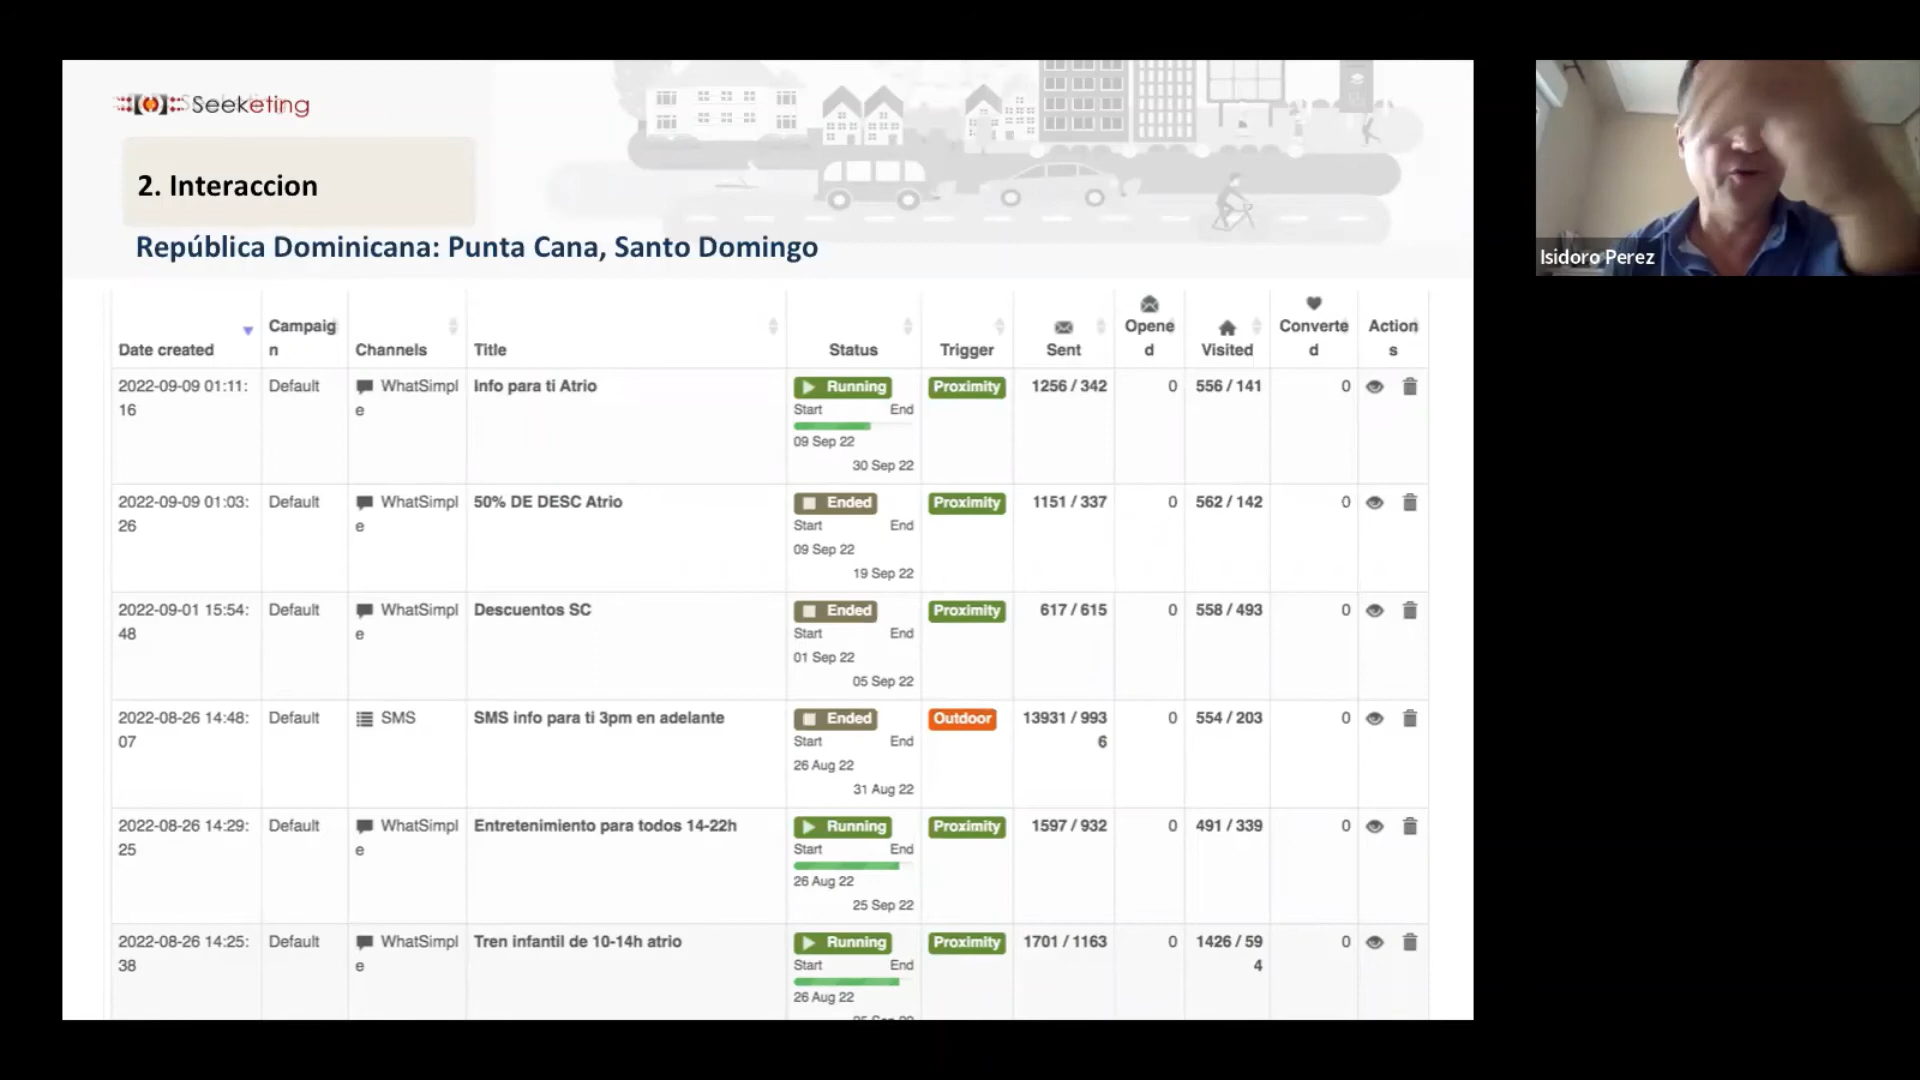 Seeketing
2. Interaccion
República Dominicana: Punta Cana, Santo Domingo
Isidoro Perez
Date created Campaig
n Channels Title Status Trigger Sent Opene
d Visited Converte
d Action
s
2022-09-09 01:11:
16 Default WhatSimpl
e Info para ti Atrio Running
Start End
09 Sep 22
30 Sep 22 Proximity 1256 / 342 0 556 / 141 0
2022-09-09 01:03:
26 Default WhatSimpl
e 50% DE DESC Atrio Ended
Start End
09 Sep 22
19 Sep 22 Proximity 1151 / 337 0 562 / 142 0
2022-09-01 15:54:
48 Default WhatSimpl
e Descuentos SC Ended
Start End
01 Sep 22
05 Sep 22 Proximity 617 / 615 0 558 / 493 0
2022-08-26 14:48:
07 Default SMS SMS info para ti 3pm en adelante Ended
Start End
26 Aug 22
31 Aug 22 Outdoor 13931 / 993
6 0 554 / 203 0
2022-08-26 14:29:
25 Default WhatSimpl
e Entretenimiento para todos 14-22h Running
Start End
26 Aug 22
25 Sep 22 Proximity 1597 / 932 0 491 / 339 0
2022-08-26 14:25:
38 Default WhatSimpl
e Tren infantil de 10-14h atrio Running
Start End
26 Aug 22
Proximity 1701 / 1163 0 1426 / 59
4 0